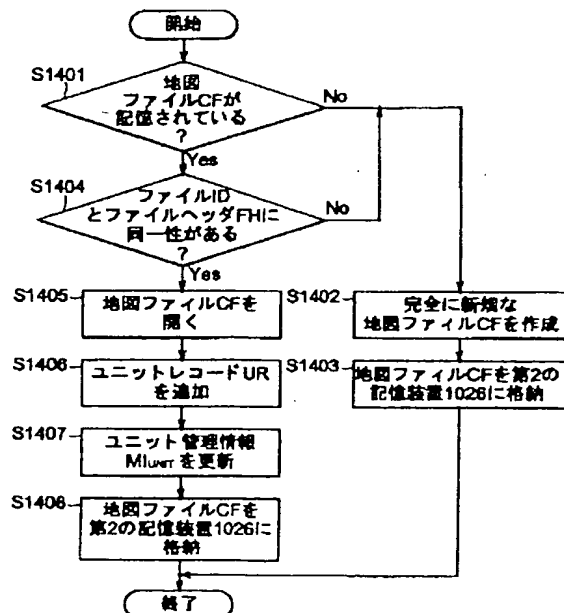 開始
S1401
地図
ファイルCFが
記憶されている
?
No
Yes
S1404
ファイルID
とファイルヘッダFHに
同一性がある
?
No
Yes
S1405
地図ファイルCFを
開く
S1402
完全に新規な
地図ファイルCFを作成
S1406
ユニットレコードUR
を追加
S1403
地図ファイルCFを第2の
記憶装置1026に格納
S1407
ユニット管理情報
MIUNITを更新
S1408
地図ファイルCFを
第2の記憶装置1026に
格納
終了